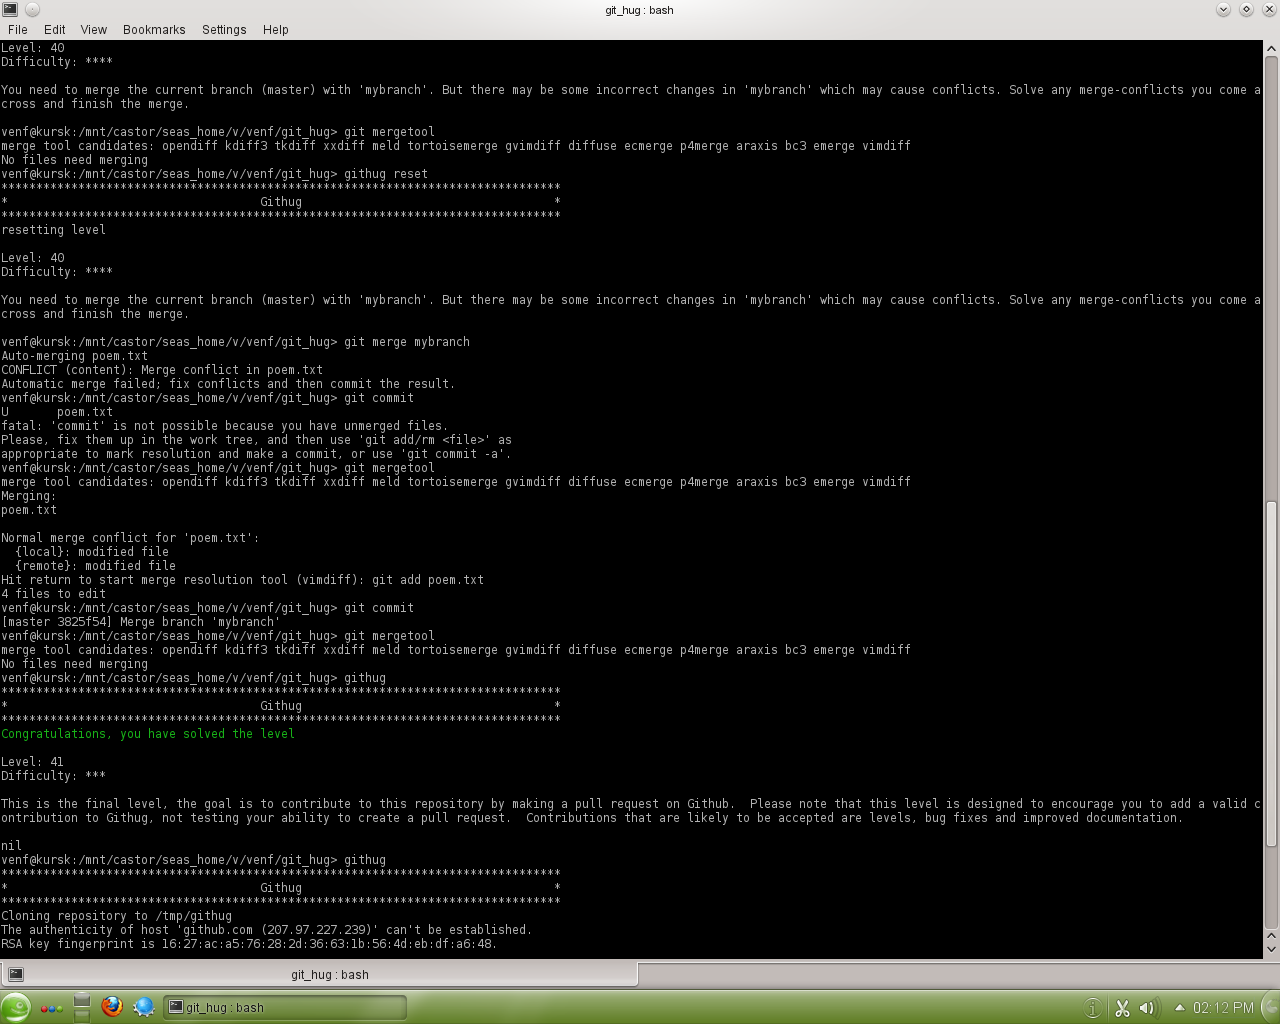 git_hug : bash
File Edit View Bookmarks Settings Help
Level: 40
Difficulty: ****
You need to merge the current branch (master) with 'mybranch'. But there may be some incorrect changes in 'mybranch' which may cause conflicts. Solve any merge-conflicts you come a
cross and finish the merge.
venf@kursk:/mnt/castor/seas_home/v/venf/git_hug> git mergetool
merge tool candidates: opendiff kdiff3 tkdiff xxdiff meld tortoisemerge gvimdiff diffuse ecmerge p4merge araxis bc3 emerge vimdiff
No files need merging
venf@kursk:/mnt/castor/seas_home/v/venf/git_hug> githug reset
********************************************************************************
* Githug *
********************************************************************************
resetting level
Level: 40
Difficulty: ****
You need to merge the current branch (master) with 'mybranch'. But there may be some incorrect changes in 'mybranch' which may cause conflicts. Solve any merge-conflicts you come a
cross and finish the merge.
venf@kursk:/mnt/castor/seas_home/v/venf/git_hug> git merge mybranch
Auto-merging poem.txt
CONFLICT (content): Merge conflict in poem.txt
Automatic merge failed; fix conflicts and then commit the result.
venf@kursk:/mnt/castor/seas_home/v/venf/git_hug> git commit
U       poem.txt
fatal: 'commit' is not possible because you have unmerged files.
Please, fix them up in the work tree, and then use 'git add/rm <file>' as
appropriate to mark resolution and make a commit, or use 'git commit -a'.
venf@kursk:/mnt/castor/seas_home/v/venf/git_hug> git mergetool
merge tool candidates: opendiff kdiff3 tkdiff xxdiff meld tortoisemerge gvimdiff diffuse ecmerge p4merge araxis bc3 emerge vimdiff
Merging:
poem.txt
Normal merge conflict for 'poem.txt':
  {local}: modified file
  {remote}: modified file
Hit return to start merge resolution tool (vimdiff): git add poem.txt
4 files to edit
venf@kursk:/mnt/castor/seas_home/v/venf/git_hug> git commit
[master 3825f54] Merge branch 'mybranch'
venf@kursk:/mnt/castor/seas_home/v/venf/git_hug> git mergetool
merge tool candidates: opendiff kdiff3 tkdiff xxdiff meld tortoisemerge gvimdiff diffuse ecmerge p4merge araxis bc3 emerge vimdiff
No files need merging
venf@kursk:/mnt/castor/seas_home/v/venf/git_hug> githug
********************************************************************************
* Githug *
********************************************************************************
Congratulations, you have solved the level
Level: 41
Difficulty: ***
This is the final level, the goal is to contribute to this repository by making a pull request on Github.  Please note that this level is designed to encourage you to add a valid c
ontribution to Githug, not testing your ability to create a pull request.  Contributions that are likely to be accepted are levels, bug fixes and improved documentation.
nil
venf@kursk:/mnt/castor/seas_home/v/venf/git_hug> githug
********************************************************************************
* Githug *
********************************************************************************
Cloning repository to /tmp/githug
The authenticity of host 'github.com (207.97.227.239)' can't be established.
RSA key fingerprint is 16:27:ac:a5:76:28:2d:36:63:1b:56:4d:eb:df:a6:48.
git_hug : bash
git_hug : bash
02:12 PM